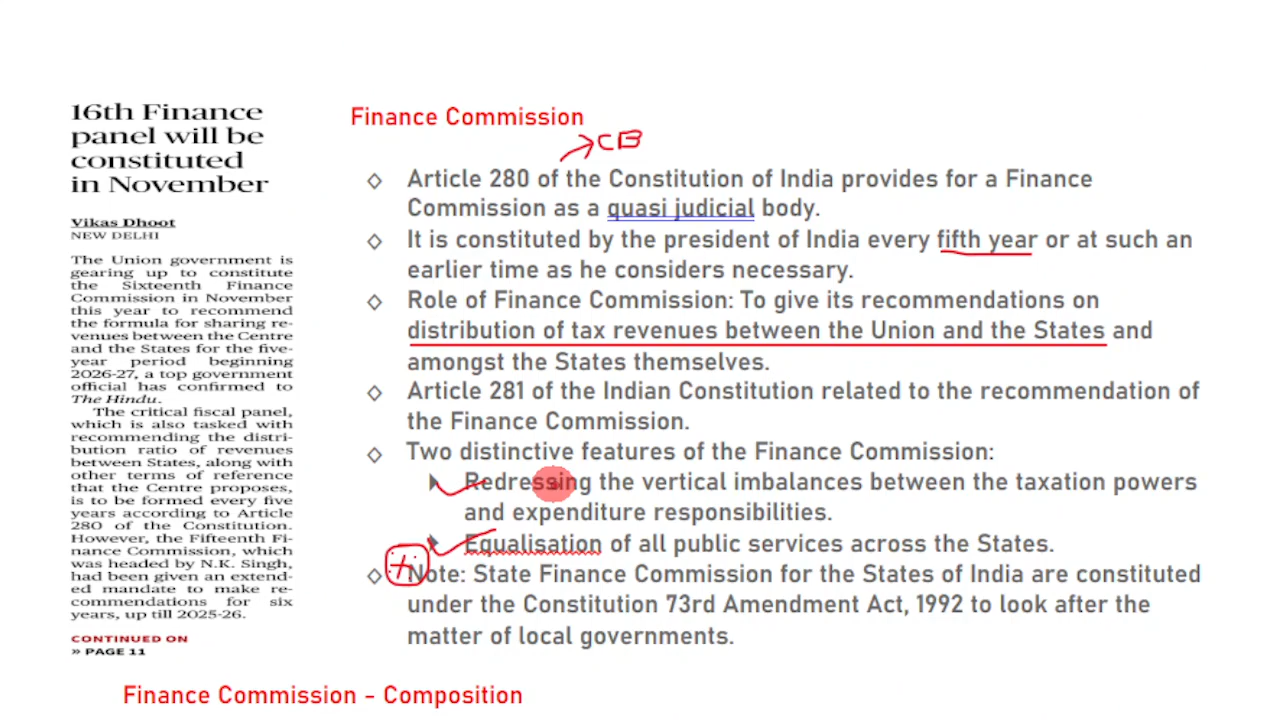 16th Finance
panel will be
constituted
in November
Vikas Dhoot
NEW DELHI
The Union government is
gearing up to constitute
the Sixteenth Finance
Commission in November
this year to recommend
the formula for sharing re-
venues between the Centre
and the States for the five-
year period beginning
2026-27, a top government
official has confirmed to
The Hindu.
The critical fiscal panel,
which is also tasked with
recommending the distri-
bution ratio of revenues
between States, along with
other terms of reference
that the Centre proposes,
is to be formed every five
years according to Article
280 of the Constitution.
However, the Fifteenth Fi-
nance Commission, which
was headed by N.K. Singh,
had been given an extend-
ed mandate to make re-
commendations for six
years, up till 2025-26.
CONTINUED ON
» PAGE 11
Finance Commission
CB
◇ Article 280 of the Constitution of India provides for a Finance
Commission as a quasi judicial body.
◇ It is constituted by the president of India every fifth year or at such an
earlier time as he considers necessary.
◇ Role of Finance Commission: To give its recommendations on
distribution of tax revenues between the Union and the States and
amongst the States themselves.
◇ Article 281 of the Indian Constitution related to the recommendation of
the Finance Commission.
◇ Two distinctive features of the Finance Commission:
Redressing the vertical imbalances between the taxation powers
and expenditure responsibilities.
Equalisation of all public services across the States.
◇ Note: State Finance Commission for the States of India are constituted
under the Constitution 73rd Amendment Act, 1992 to look after the
matter of local governments.
Finance Commission - Composition